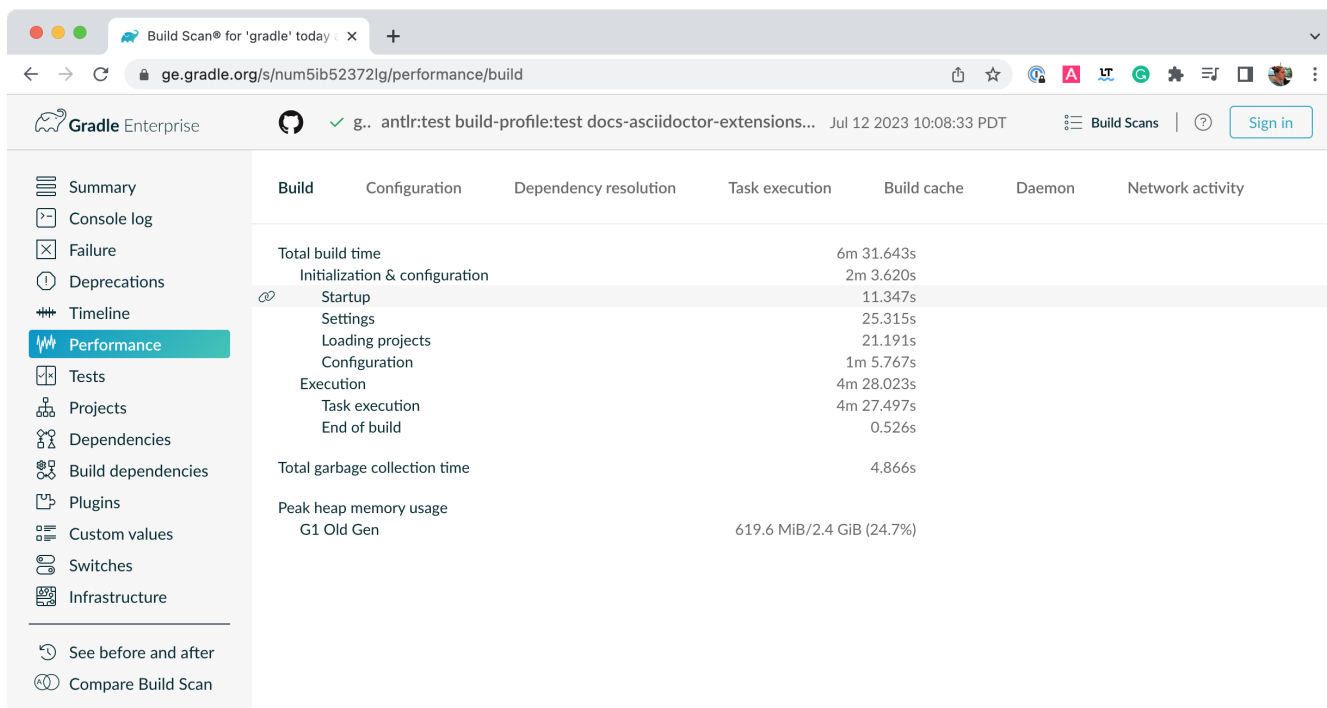 Build Scan® for 'gradle' today
ge.gradle.org/s/num5ib52372lg/performance/build
Gradle Enterprise
g.. antlr:test build-profile:test docs-asciidoctor-extensions... Jul 12 2023 10:08:33 PDT
Build Scans
Sign in
Summary
Console log
Failure
Deprecations
Timeline
Performance
Tests
Projects
Dependencies
Build dependencies
Plugins
Custom values
Switches
Infrastructure
See before and after
Compare Build Scan
Build Configuration Dependency resolution Task execution Build cache Daemon Network activity
Total build time 6m 31.643s
Initialization & configuration 2m 3.620s
Startup 11.347s
Settings 25.315s
Loading projects 21.191s
Configuration 1m 5.767s
Execution 4m 28.023s
Task execution 4m 27.497s
End of build 0.526s
Total garbage collection time 4.866s
Peak heap memory usage
G1 Old Gen 619.6 MiB/2.4 GiB (24.7%)